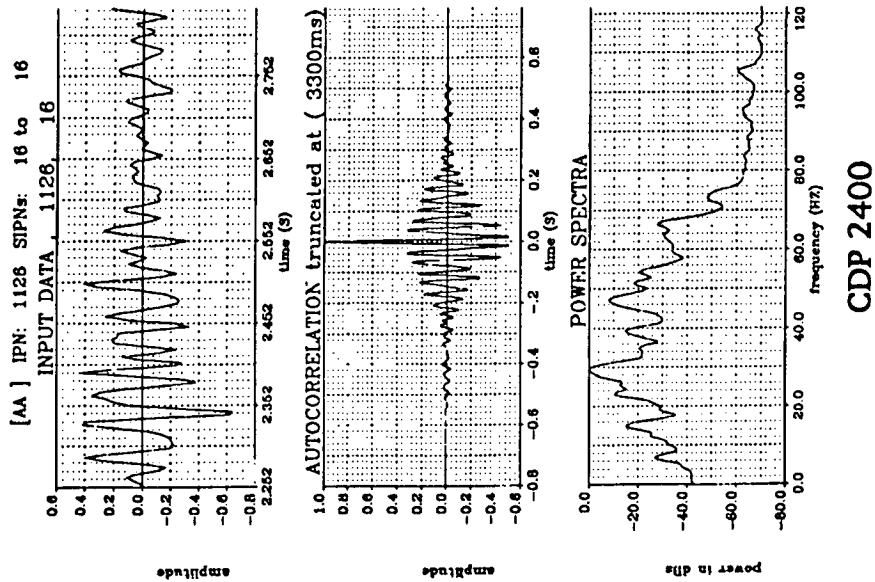 [AA ] IPN: 1126 SIPNs: 16 to 16
INPUT DATA , 1126, 16
0.6
0.4
0.2
0.0
-0.2
-0.4
-0.6
-0.8
amplitude
2.252 2.352 2.452 2.552 2.652 2.752
time (S)
AUTOCORRELATION truncated at ( 3300ms)
1.0
0.8
0.6
0.4
0.2
0.0
-0.2
-0.4
-0.6
amplitude
-0.8 -0.6 -0.4 -0.2 0.0 0.2 0.4 0.6
time (S)
POWER SPECTRA
0.0
-20.0
-40.0
-60.0
-80.0
power in dBs
0.0 20.0 40.0 60.0 80.0 100.0 120
frequency (HZ)
CDP 2400